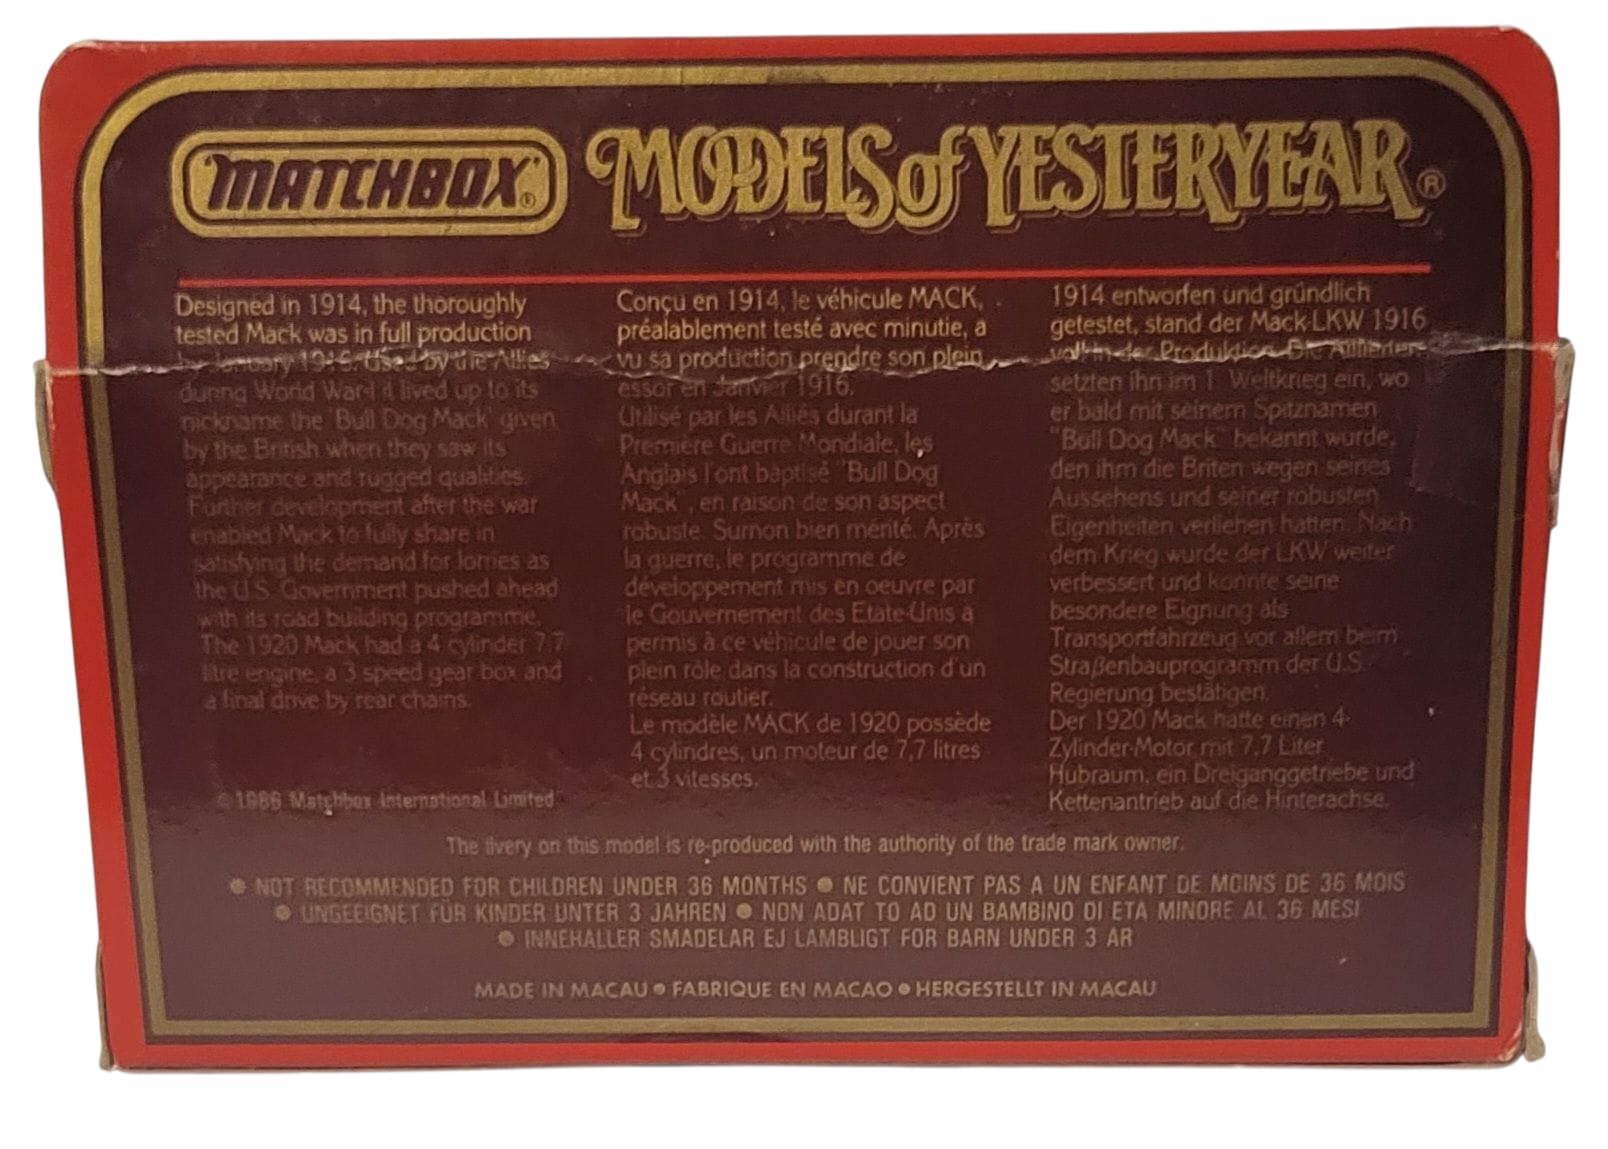 MATCHBOX®
MODELS of YESTERYEAR®
Designed in 1914, the thoroughly
tested Mack was in full production
by January 1916. Used by the Allies
during World War I it lived up to its
nickname the 'Bull Dog Mack' given
by the British when they saw its
appearance and rugged qualities.
Further development after the war
enabled Mack to fully share in
satisfying the demand for lorries as
the U.S. Government pushed ahead
with its road building programme.
The 1920 Mack had a 4 cylinder 7.7
litre engine, a 3 speed gear box and
a final drive by rear chains.
© 1986 Matchbox International Limited
Conçu en 1914, le véhicule MACK,
préalablement testé avec minutie, a
vu sa production prendre son plein
essor en Janvier 1916.
Utilisé par les Alliés durant la
Première Guerre Mondiale, les
Anglais l'ont baptisé "Bull Dog
Mack", en raison de son aspect
robuste. Surnon bien mérité. Après
la guerre, le programme de
développement mis en oeuvre par
le Gouvernement des Etate-Unis a
permis à ce véhicule de jouer son
plein rôle dans la construction d'un
réseau routier.
Le modèle MACK de 1920 possède
4 cylindres, un moteur de 7,7 litres
et 3 vitesses.
1914 entworfen und gründlich
getestet, stand der Mack-LKW 1916
voll in der Produktion. Die Alliierten
setzten ihn im 1. Weltkrieg ein, wo
er bald mit seinem Spitznamen
"Bull Dog Mack" bekannt wurde,
den ihm die Briten wegen seines
Aussehens und seiner robusten
Eigenheiten verliehen hatten. Nach
dem Krieg wurde der LKW weiter
verbessert und konnte seine
besondere Eignung als
Transportfahrzeug vor allem beim
Straßenbauprogramm der U.S.
Regierung bestätigen.
Der 1920 Mack hatte einen 4-
Zylinder-Motor mit 7,7 Liter
Hubraum, ein Dreiganggetriebe und
Kettenantrieb auf die Hinterachse.
The livery on this model is re-produced with the authority of the trade mark owner.
● NOT RECOMMENDED FOR CHILDREN UNDER 36 MONTHS ● NE CONVIENT PAS A UN ENFANT DE MOINS DE 36 MOIS
● UNGEEIGNET FUR KINDER UNTER 3 JAHREN ● NON ADAT TO AD UN BAMBINO DI ETA MINORE AL 36 MESI
● INNEHALLER SMADELAR EJ LAMBLIGT FOR BARN UNDER 3 AR
MADE IN MACAU ● FABRIQUE EN MACAO ● HERGESTELLT IN MACAU